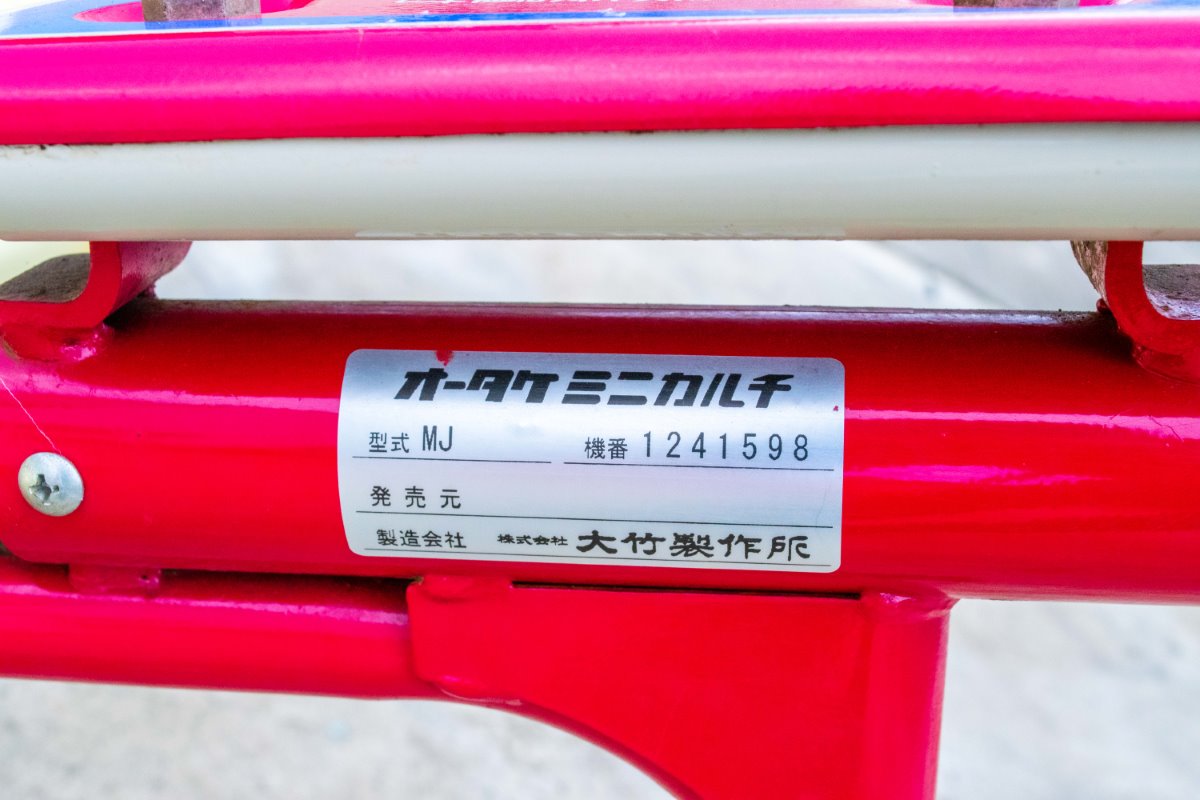 オータケ ミニカルチ
型式 MJ 機番 1241598
発売元
製造会社 株式会社 大竹製作所